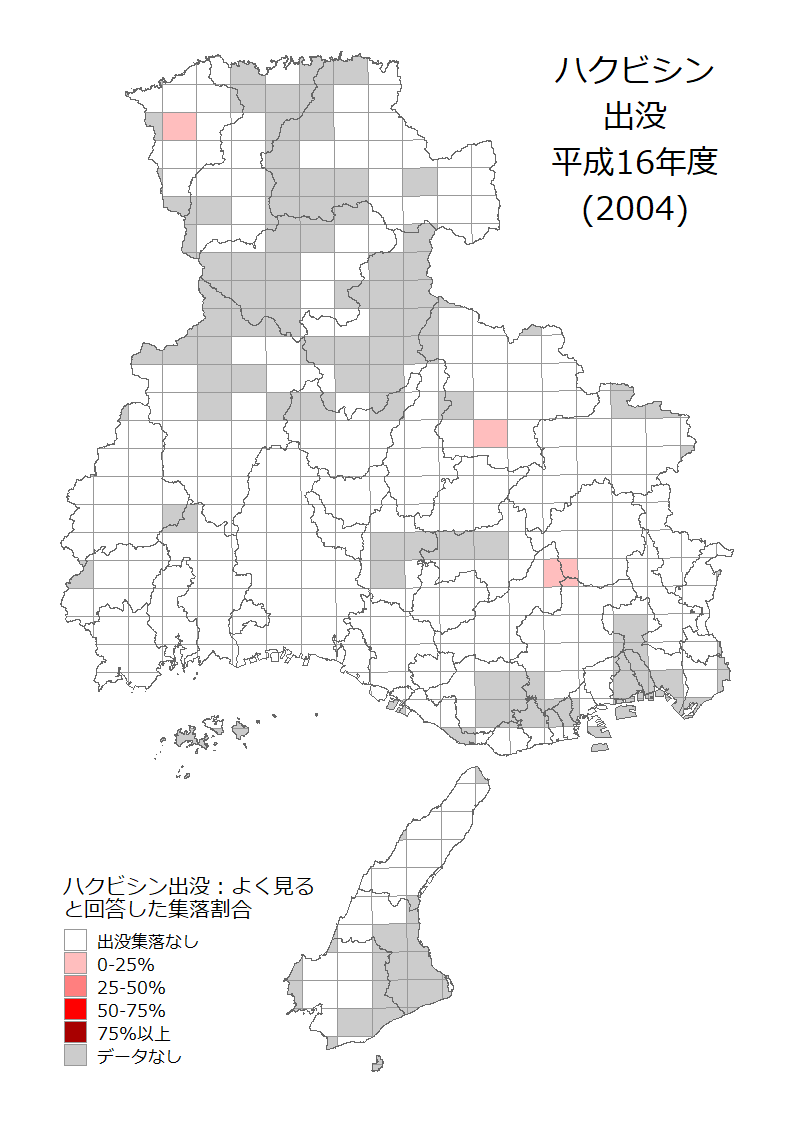 ハクビシン
出没
平成16年度
(2004)
ハクビシン出没：よく見る
と回答した集落割合
出没集落なし
0-25%
25-50%
50-75%
75%以上
データなし